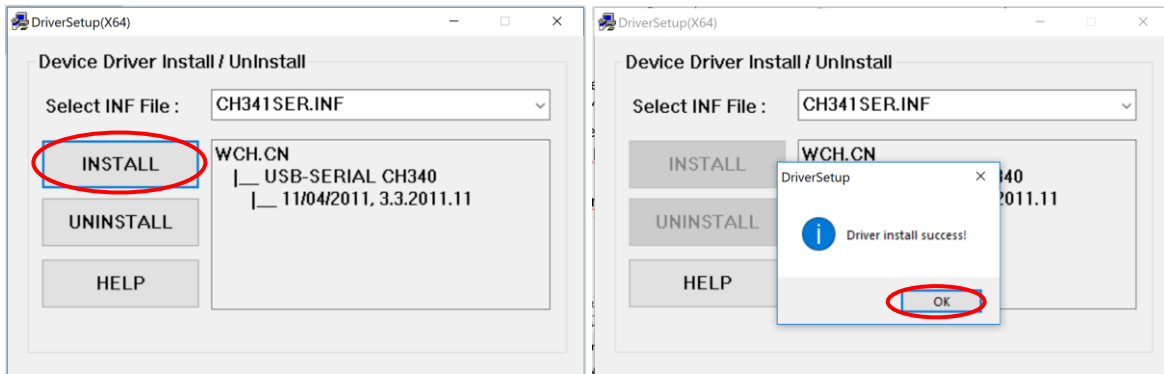 DriverSetup(X64)
Device Driver Install / UnInstall
Select INF File :
CH341SER.INF
INSTALL
UNINSTALL
HELP
WCH.CN
|__ USB-SERIAL CH340
|__ 11/04/2011, 3.3.2011.11
DriverSetup(X64)
Device Driver Install / UnInstall
Select INF File :
CH341SER.INF
INSTALL
UNINSTALL
HELP
WCH.CN
340
2011.11
DriverSetup
Driver install success!
OK